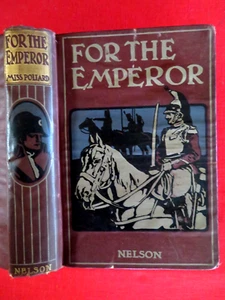 FOR THE
EMPEROR
MISS POLLARD
NELSON
FOR THE
EMPEROR
NELSON